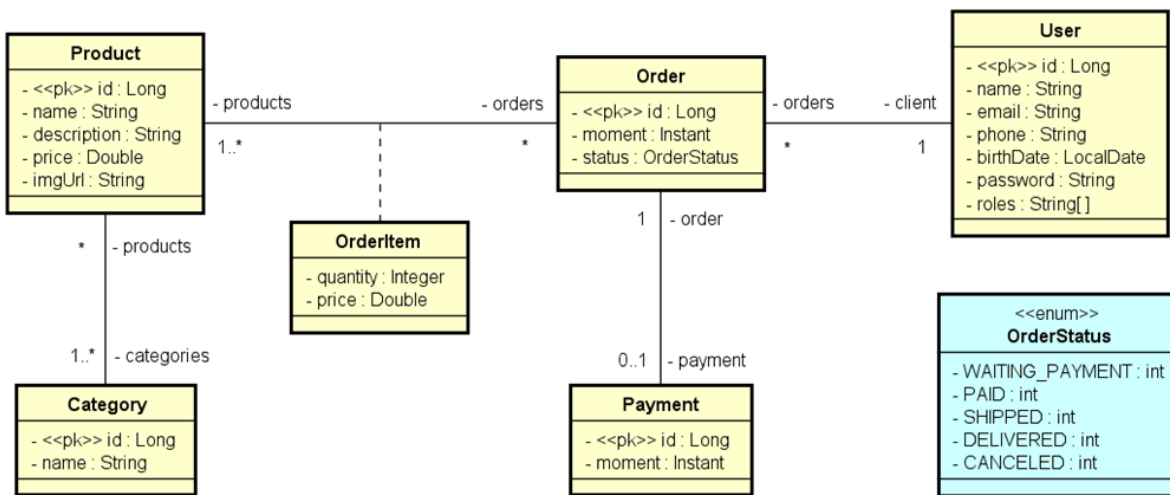 Product
- <<pk>> id : Long
- name : String
- description : String
- price : Double
- imgUrl : String
- products
1..*
- orders
*
Order
- <<pk>> id : Long
- moment : Instant
- status : OrderStatus
- orders
*
- client
1
User
- <<pk>> id : Long
- name : String
- email : String
- phone : String
- birthDate : LocalDate
- password : String
- roles : String[ ]
* - products
OrderItem
- quantity : Integer
- price : Double
1 - order
1..* - categories
0..1 - payment
Category
- <<pk>> id : Long
- name : String
Payment
- <<pk>> id : Long
- moment : Instant
<<enum>>
OrderStatus
- WAITING_PAYMENT : int
- PAID : int
- SHIPPED : int
- DELIVERED : int
- CANCELED : int